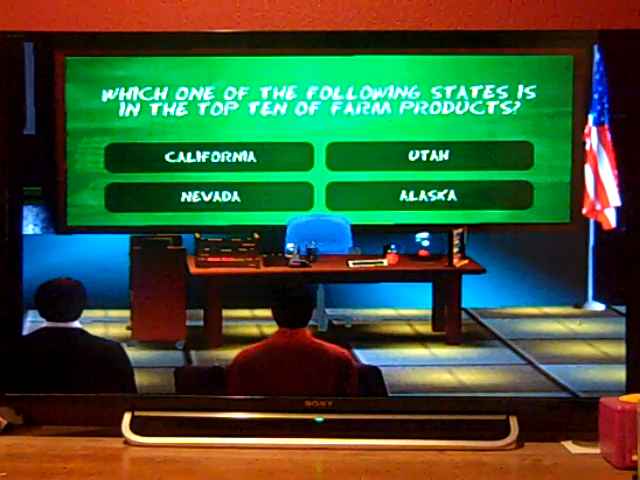 WHICH ONE OF THE FOLLOWING STATES IS
IN THE TOP TEN OF FARM PRODUCTS?
CALIFORNIA
UTAH
NEVADA
ALASKA
SONY